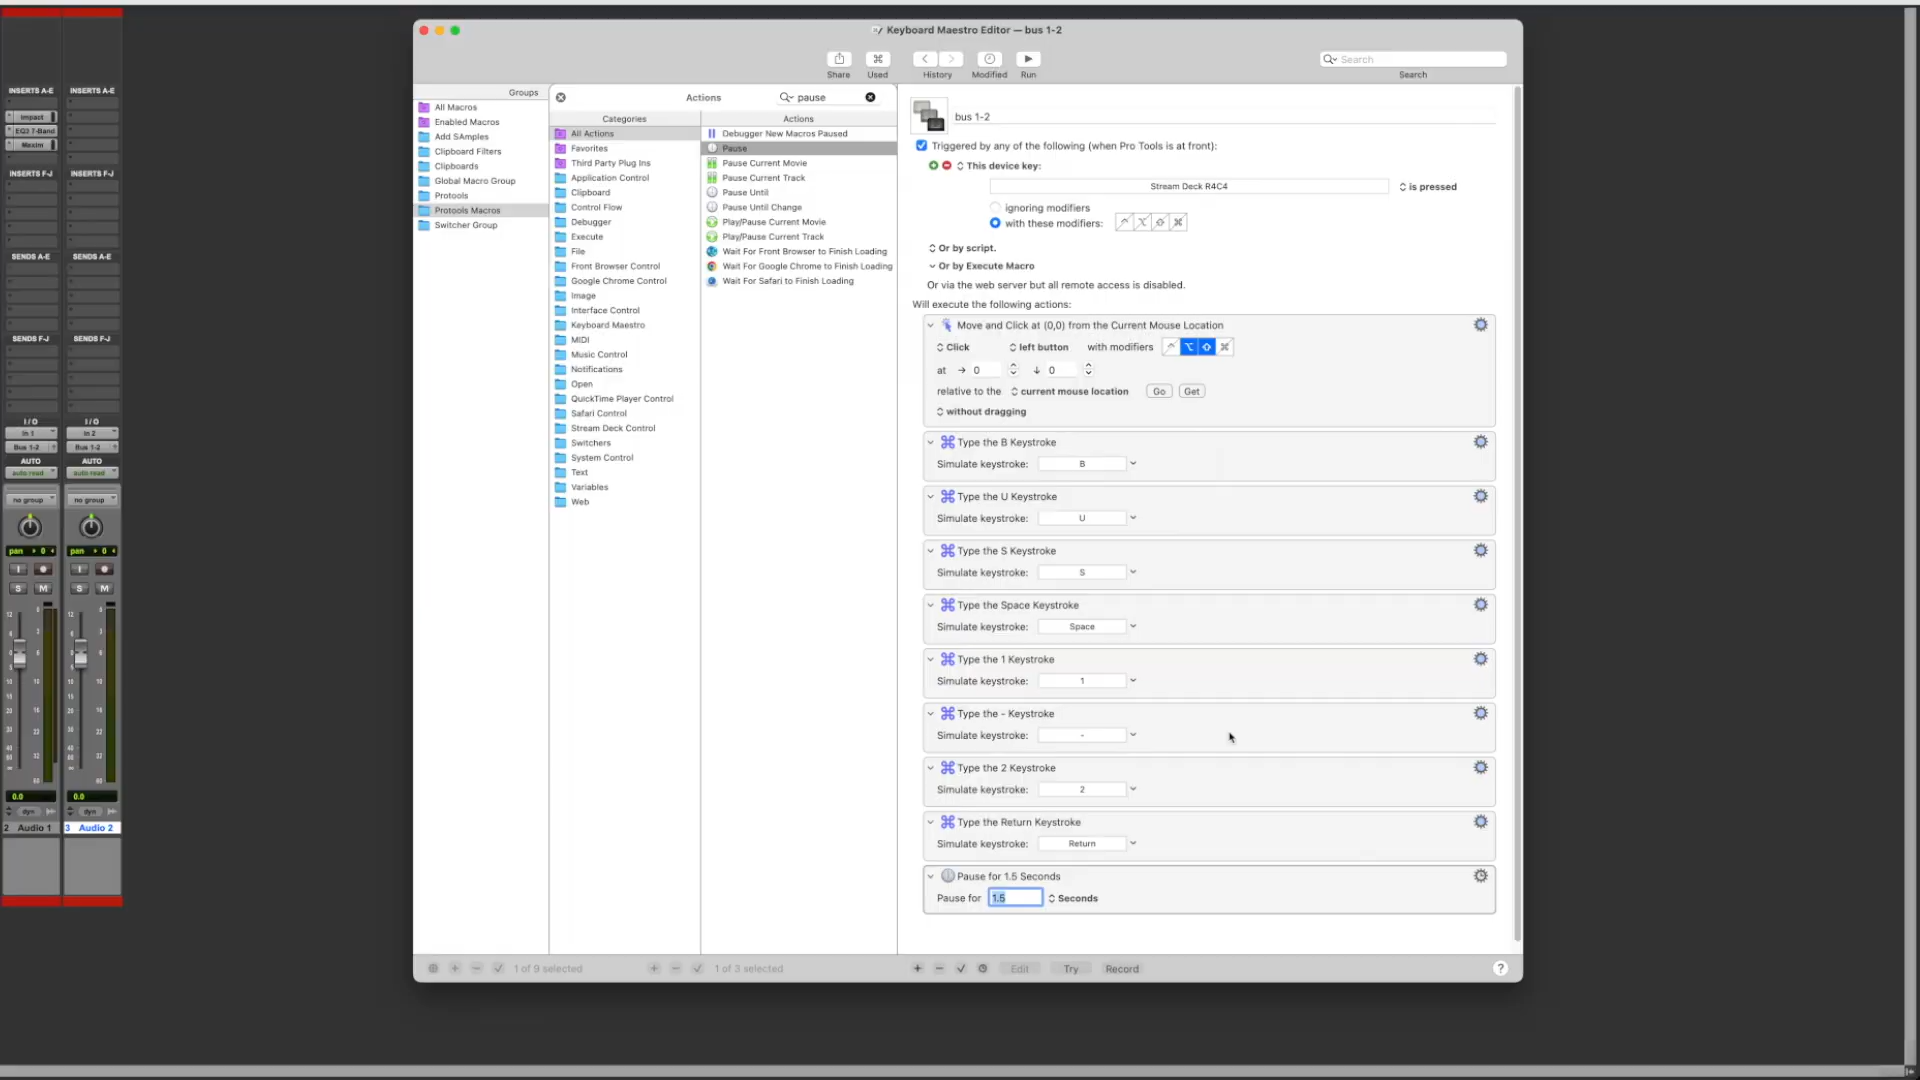 Keyboard Maestro Editor — bus 1-2
Share
Used
History
Modified
Run
Search
Search
Groups
All Macros
Enabled Macros
Add SAmples
Clipboard Filters
Clipboards
Global Macro Group
Protools
Protools Macros
Switcher Group
Actions
pause
Categories
All Actions
Favorites
Third Party Plug Ins
Application Control
Clipboard
Control Flow
Debugger
Execute
File
Front Browser Control
Google Chrome Control
Image
Interface Control
Keyboard Maestro
MIDI
Music Control
Notifications
Open
QuickTime Player Control
Safari Control
Stream Deck Control
Switchers
System Control
Text
Variables
Web
Actions
Debugger New Macros Paused
Pause
Pause Current Movie
Pause Current Track
Pause Until
Pause Until Change
Play/Pause Current Movie
Play/Pause Current Track
Wait For Front Browser to Finish Loading
Wait For Google Chrome to Finish Loading
Wait For Safari to Finish Loading
bus 1-2
Triggered by any of the following (when Pro Tools is at front):
This device key:
Stream Deck R4C4 is pressed
ignoring modifiers
with these modifiers:
Or by script.
Or by Execute Macro
Or via the web server but all remote access is disabled.
Will execute the following actions:
Move and Click at (0,0) from the Current Mouse Location
Click left button with modifiers
at → 0 ↓ 0
relative to the current mouse location Go Get
without dragging
Type the B Keystroke
Simulate keystroke: B
Type the U Keystroke
Simulate keystroke: U
Type the S Keystroke
Simulate keystroke: S
Type the Space Keystroke
Simulate keystroke: Space
Type the 1 Keystroke
Simulate keystroke: 1
Type the - Keystroke
Simulate keystroke: -
Type the 2 Keystroke
Simulate keystroke: 2
Type the Return Keystroke
Simulate keystroke: Return
Pause for 1.5 Seconds
Pause for 1.5 Seconds
1 of 9 selected
1 of 3 selected
Edit
Try
Record
?
INSERTS A-E INSERTS A-E
Impact
EQ3 7-Band
Maxim
INSERTS F-J INSERTS F-J
SENDS A-E SENDS A-E
SENDS F-J SENDS F-J
I/O I/O
In 1 In 2
Bus 1-2 Bus 1-2
AUTO AUTO
auto read auto read
no group no group
pan 0 pan 0
I I
S M S M
0.0 0.0
dyn dyn
2 Audio 1 3 Audio 2